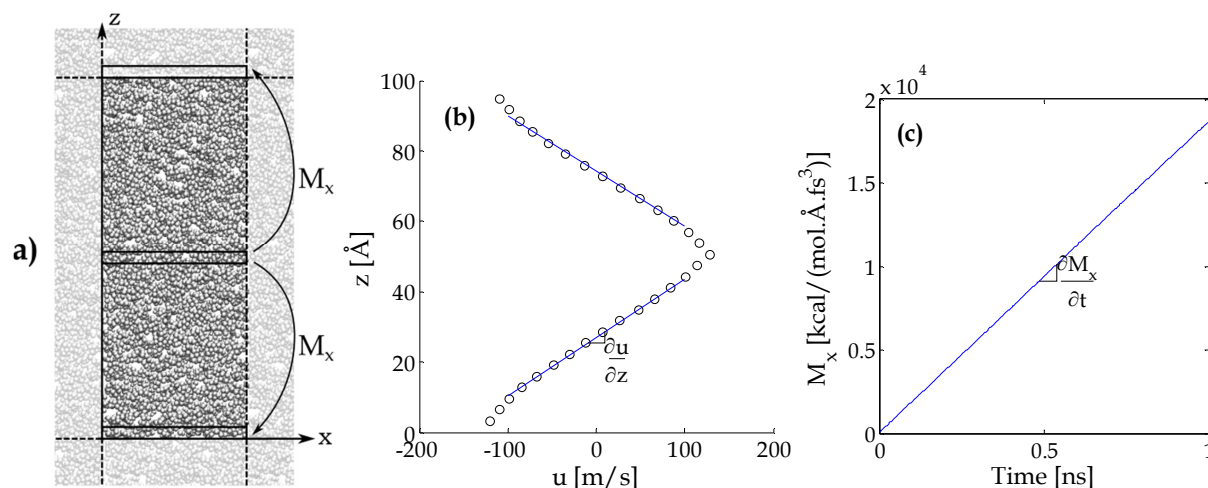 a)
z
M_x
M_x
x
(b)
z [Å]
100
80
60
40
20
0
-200
-100
0
100
200
u [m/s]
∂u
∂z
(c)
x 10^4
M_x [kcal/(mol.Å.fs^3)]
2
1.5
1
0.5
0
0
0.5
1
Time [ns]
∂M_x
∂t